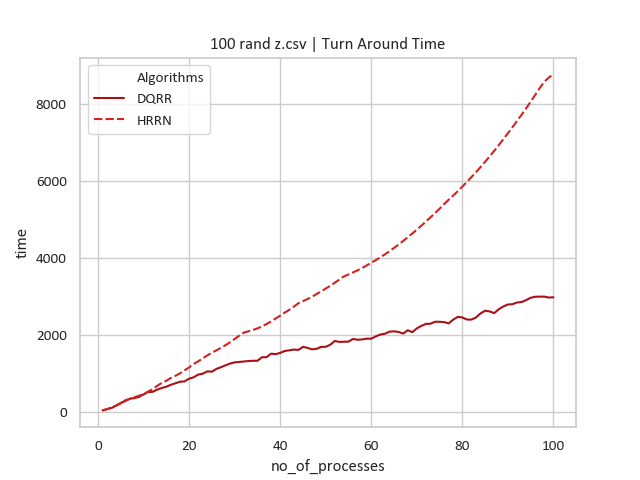 100 rand z.csv | Turn Around Time
Algorithms
DQRR
HRRN
8000
6000
4000
2000
0
time
0 20 40 60 80 100
no_of_processes